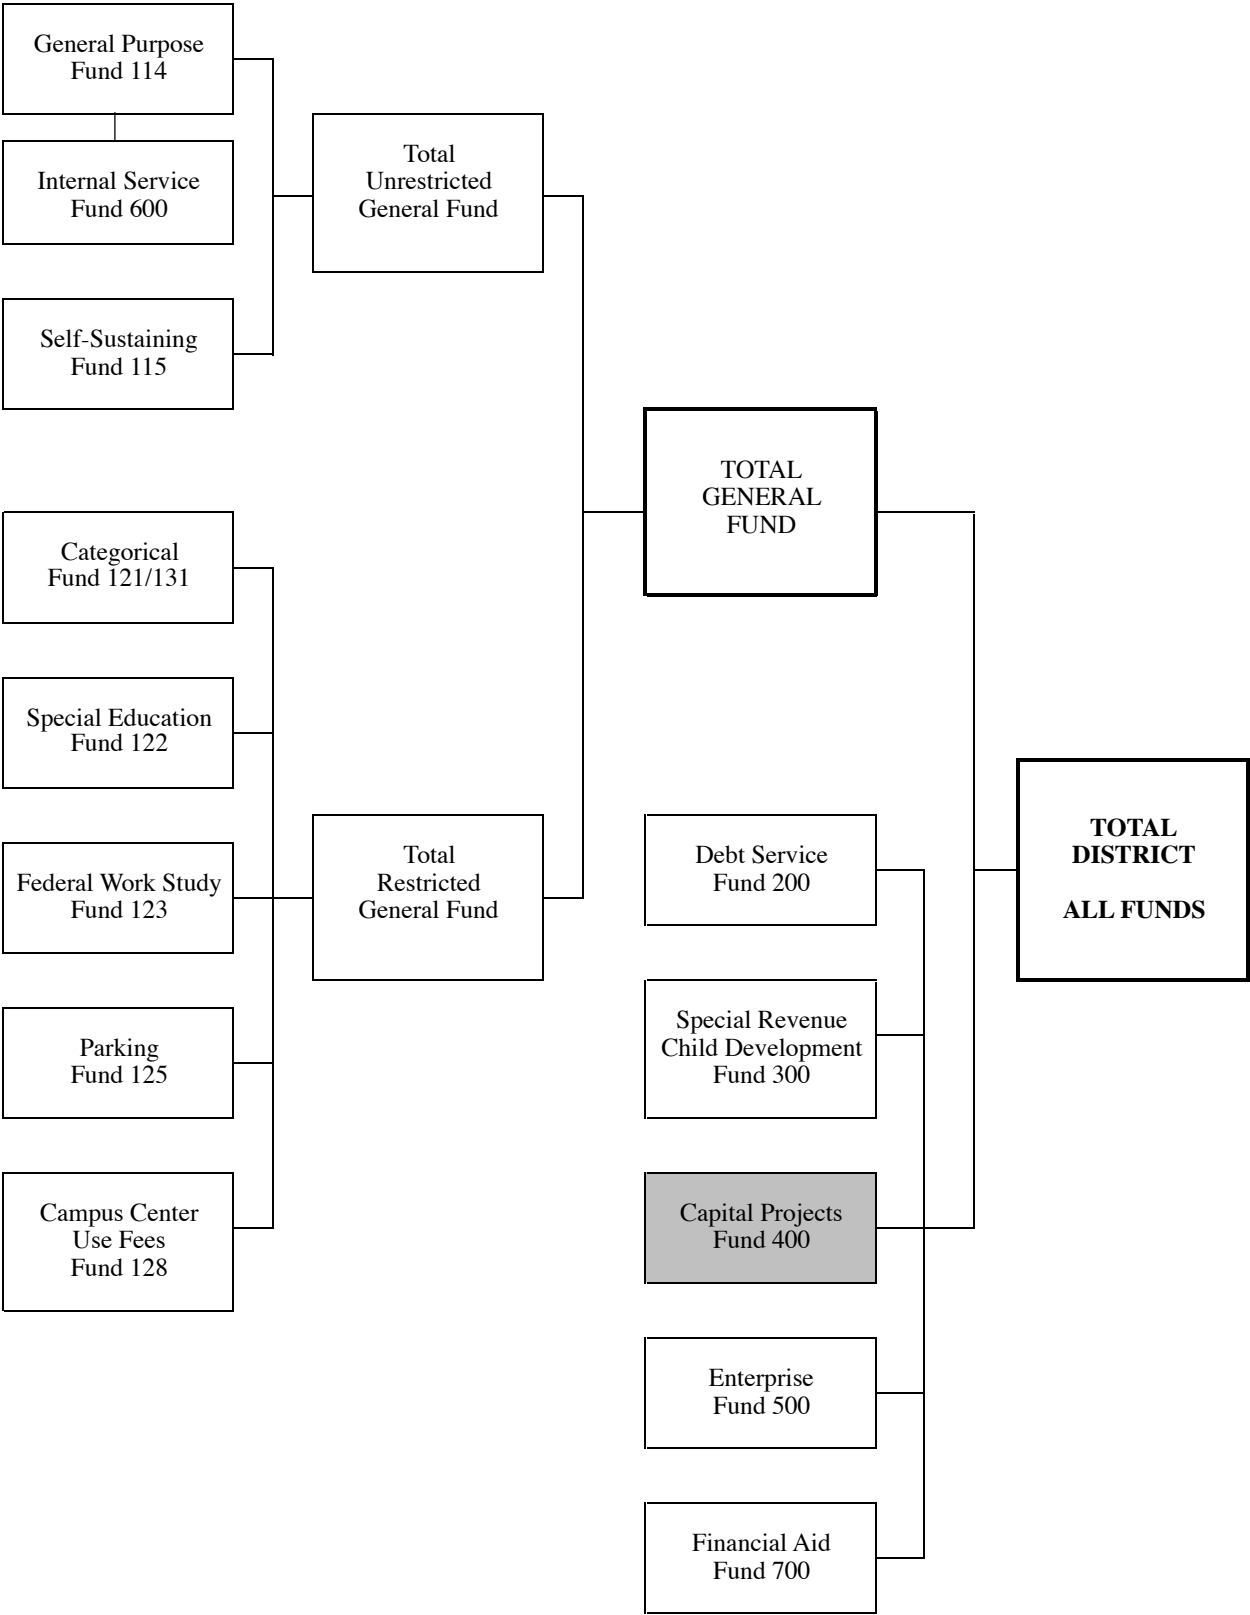 General Purpose
Fund 114
Internal Service
Fund 600
Self-Sustaining
Fund 115
Total
Unrestricted
General Fund
Categorical
Fund 121/131
Special Education
Fund 122
Federal Work Study
Fund 123
Parking
Fund 125
Campus Center
Use Fees
Fund 128
Total
Restricted
General Fund
TOTAL
GENERAL
FUND
Debt Service
Fund 200
Special Revenue
Child Development
Fund 300
Capital Projects
Fund 400
Enterprise
Fund 500
Financial Aid
Fund 700
TOTAL
DISTRICT
ALL FUNDS